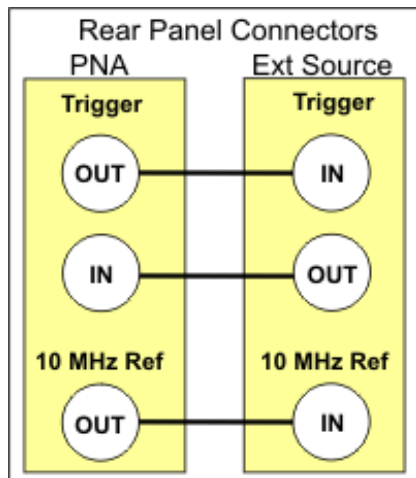 Rear Panel Connectors
PNA Ext Source
Trigger Trigger
OUT IN
IN OUT
10 MHz Ref 10 MHz Ref
OUT IN